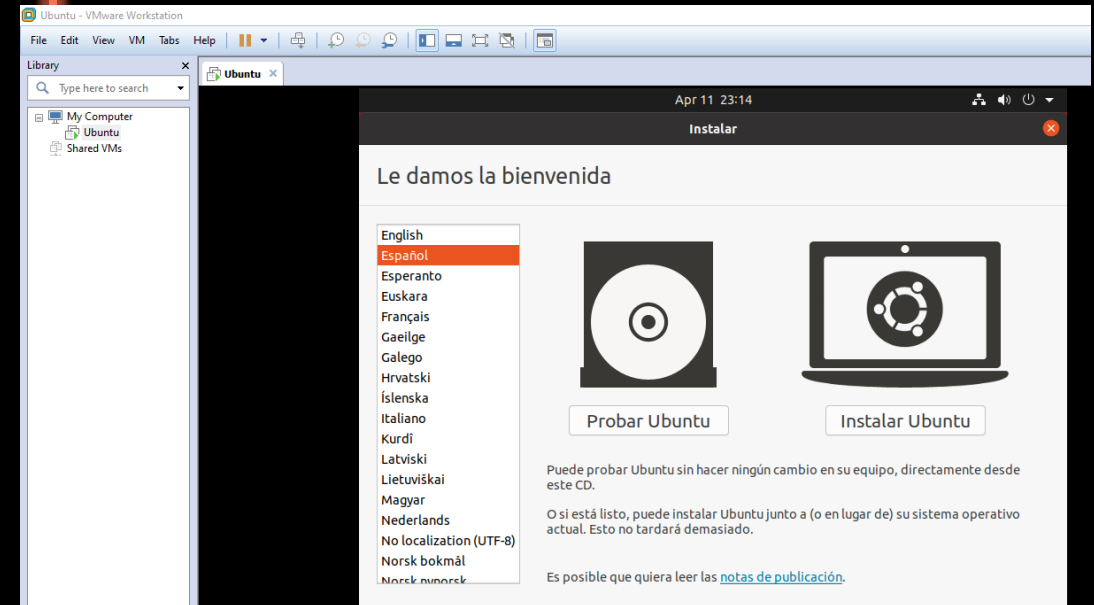 Ubuntu - VMware Workstation
File Edit View VM Tabs Help
Library
Type here to search
My Computer
Ubuntu
Shared VMs
Ubuntu
Apr 11 23:14
Instalar
Le damos la bienvenida
English
Español
Esperanto
Euskara
Français
Gaeilge
Galego
Hrvatski
Íslenska
Italiano
Kurdî
Latviski
Lietuviškai
Magyar
Nederlands
No localization (UTF-8)
Norsk bokmål
Norsk nynorsk
Probar Ubuntu
Instalar Ubuntu
Puede probar Ubuntu sin hacer ningún cambio en su equipo, directamente desde
este CD.
O si está listo, puede instalar Ubuntu junto a (o en lugar de) su sistema operativo
actual. Esto no tardará demasiado.
Es posible que quiera leer las notas de publicación.